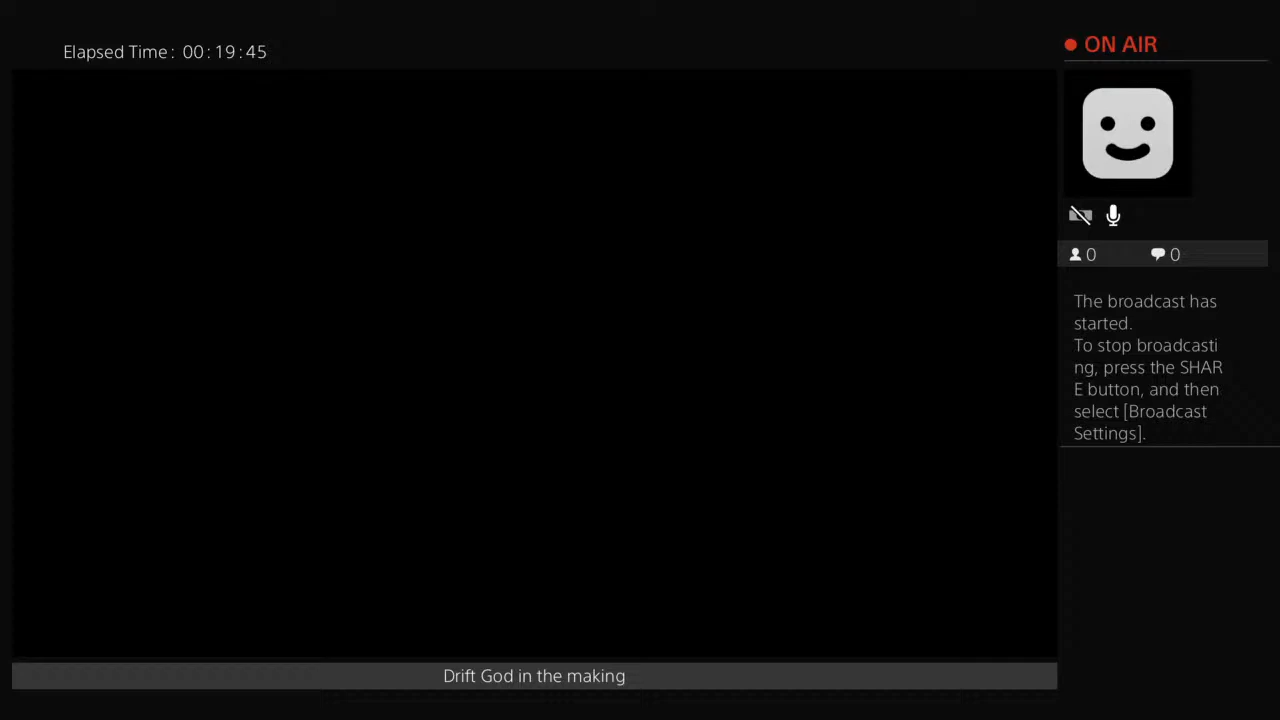 Elapsed Time: 00:19:45
ON AIR
0 0
The broadcast has
started.
To stop broadcasti
ng, press the SHAR
E button, and then
select [Broadcast
Settings].
Drift God in the making